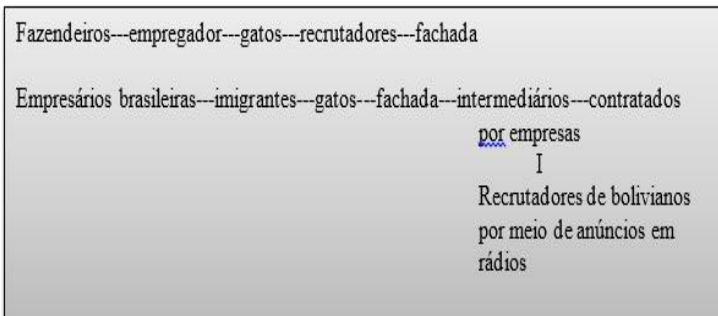 Fazendeiros---empregador---gatos---recrutadores---fachada
Empresários brasileiras---imigrantes---gatos---fachada---intermediários---contratados
por empresas
I
Recrutadores de bolivianos
por meio de anúncios em
rádios